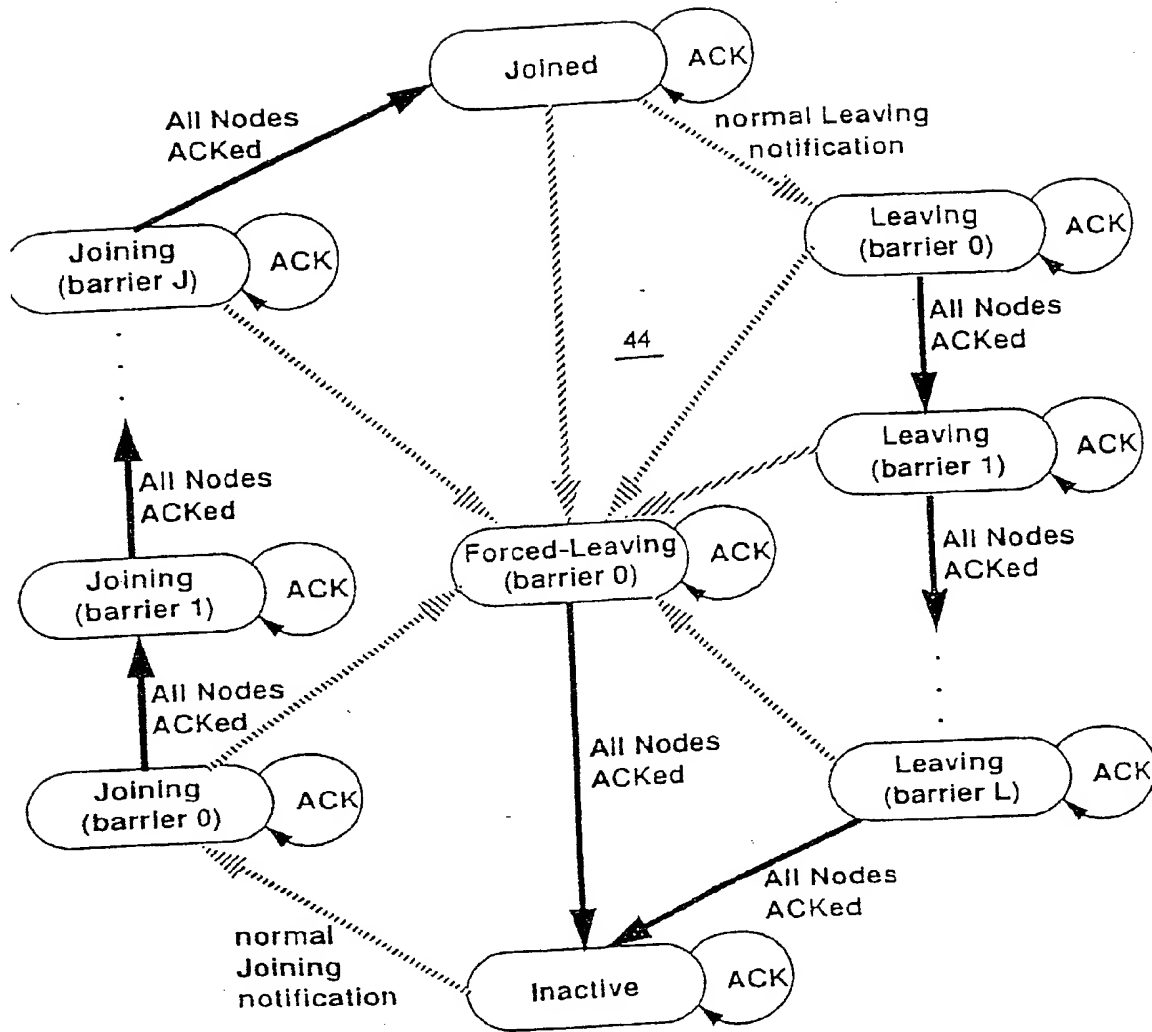 Joined
ACK
All Nodes
ACKed
normal Leaving
notification
Joining
(barrier J)
ACK
Leaving
(barrier 0)
ACK
44
All Nodes
ACKed
Leaving
(barrier 1)
ACK
All Nodes
ACKed
Forced-Leaving
(barrier 0)
ACK
All Nodes
ACKed
Joining
(barrier 1)
ACK
All Nodes
ACKed
All Nodes
ACKed
Joining
(barrier 0)
ACK
Leaving
(barrier L)
ACK
All Nodes
ACKed
normal
Joining
notification
Inactive
ACK